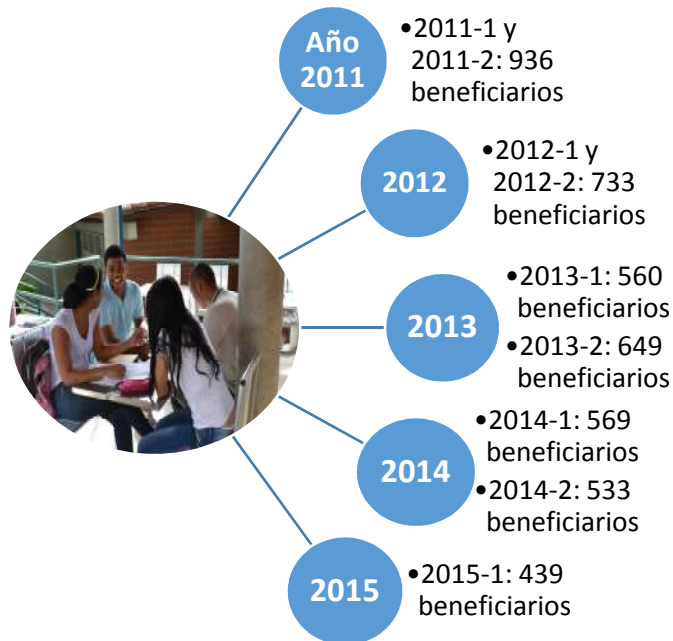 Año
2011
•2011-1 y
2011-2: 936
beneficiarios
2012
•2012-1 y
2012-2: 733
beneficiarios
2013
•2013-1: 560
beneficiarios
•2013-2: 649
beneficiarios
2014
•2014-1: 569
beneficiarios
•2014-2: 533
beneficiarios
2015
•2015-1: 439
beneficiarios